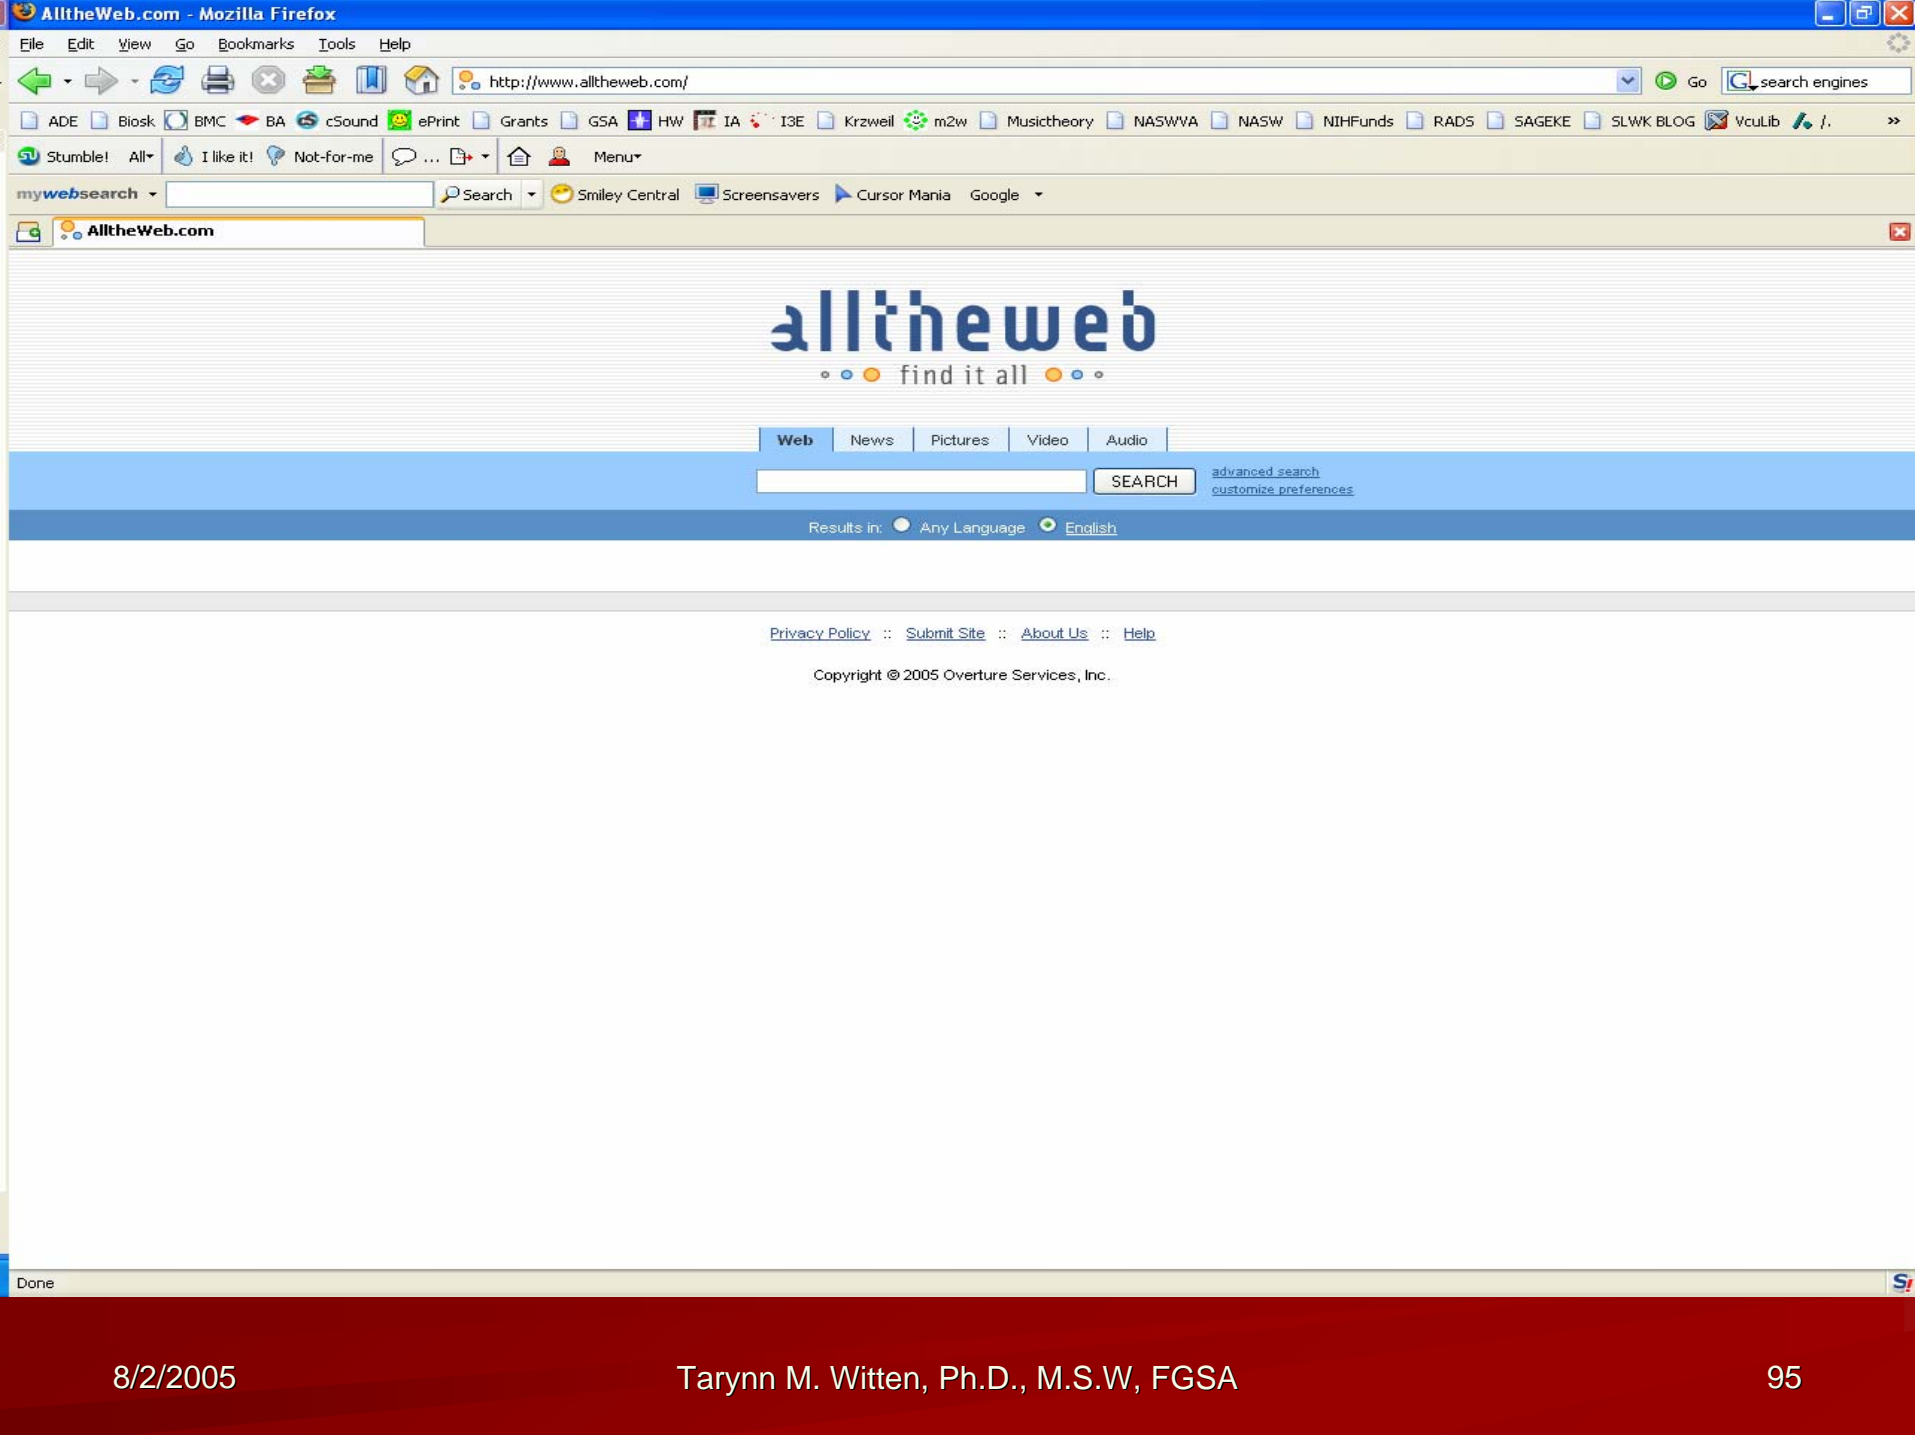 AlltheWeb.com - Mozilla Firefox
File Edit View Go Bookmarks Tools Help
http://www.alltheweb.com/ Go G search engines
ADE Biosk BMC BA cSound ePrint Grants GSA HW IA I3E Krzweil m2w Musictheory NASWVA NASW NIHFunds RADS SAGEKE SLWK BLOG VcuLib /. »
Stumble! All I like it! Not-for-me ... Menu
mywebsearch Search Smiley Central Screensavers Cursor Mania Google
AlltheWeb.com
alltheweb
find it all
Web News Pictures Video Audio
SEARCH advanced search
customize preferences
Results in: Any Language English
Privacy Policy :: Submit Site :: About Us :: Help
Copyright © 2005 Overture Services, Inc.
Done S!
8/2/2005 Tarynn M. Witten, Ph.D., M.S.W, FGSA 95